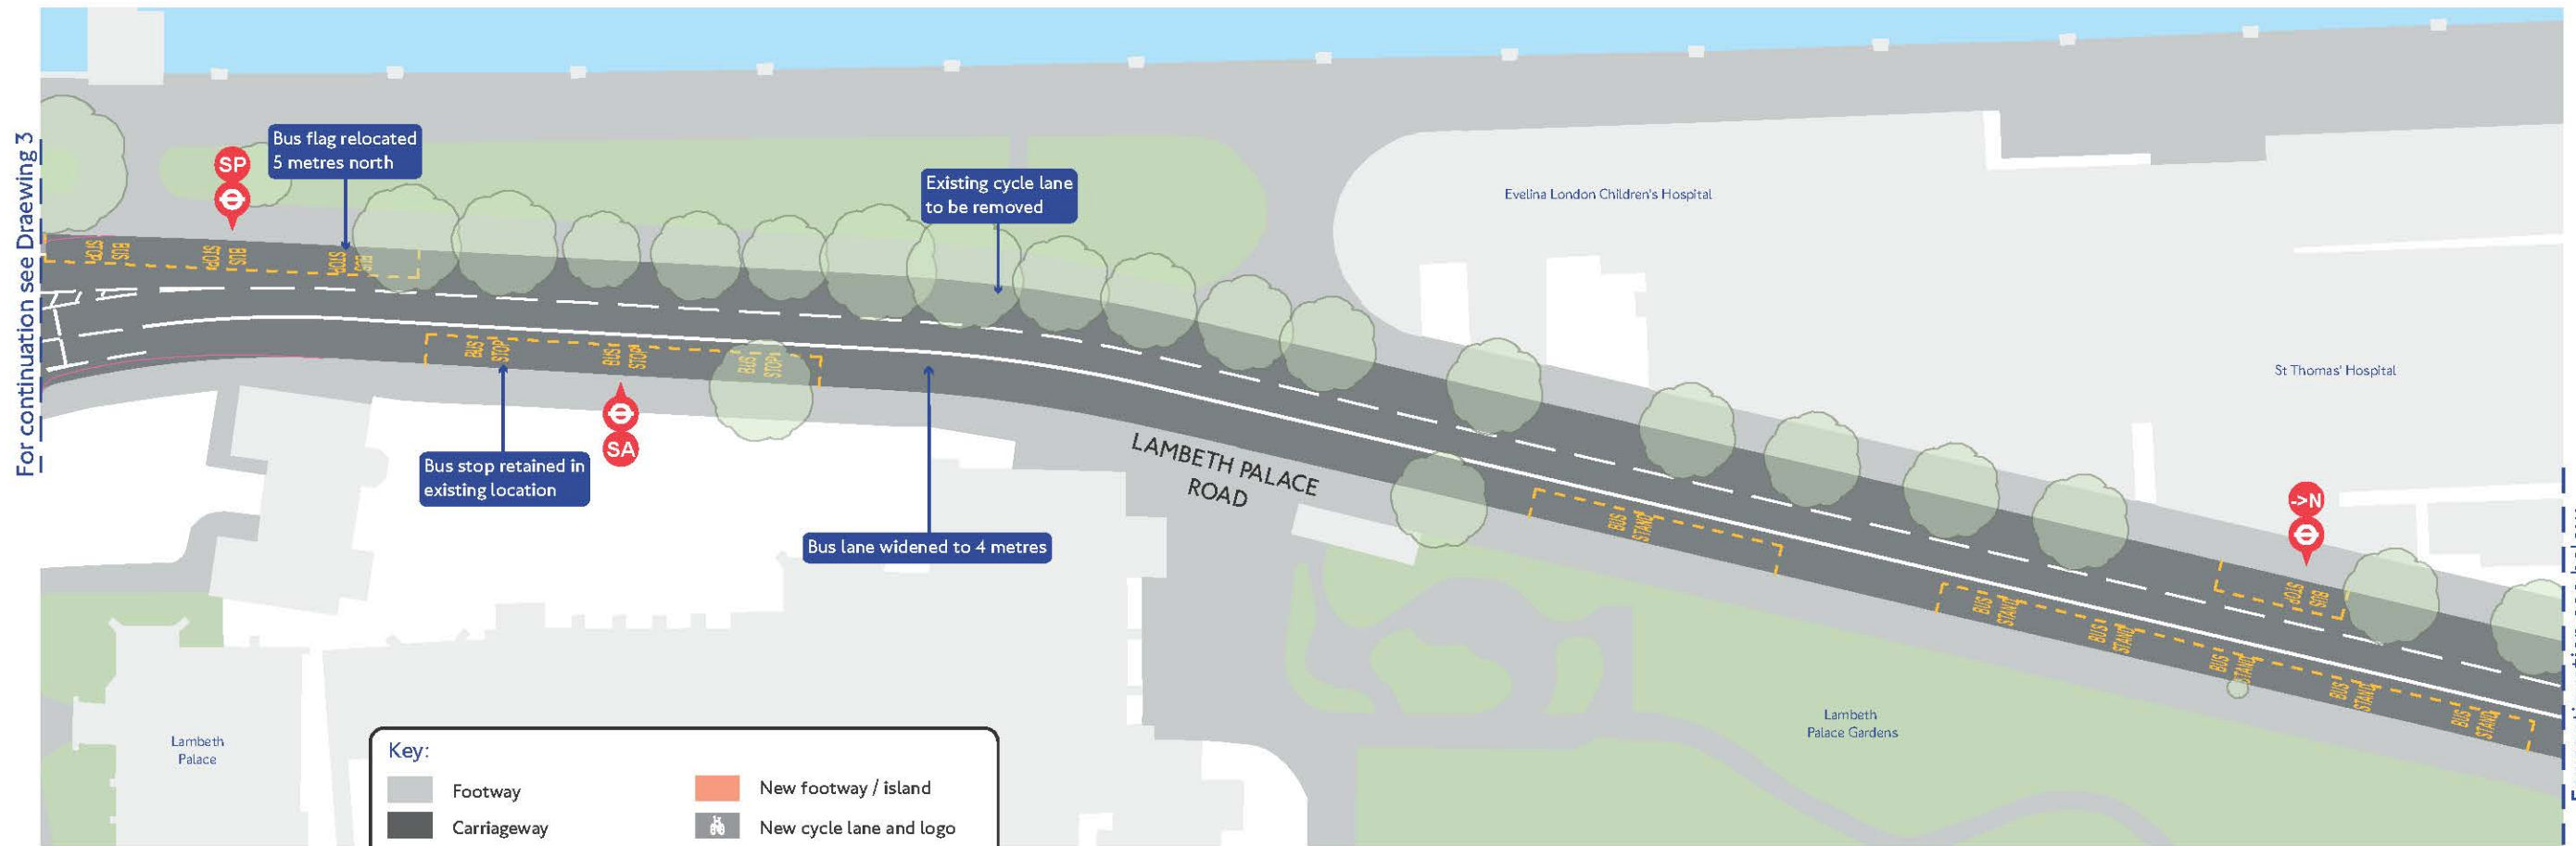 For continuation see Draewing 3
SP
Bus flag relocated
5 metres north
Existing cycle lane
to be removed
Evelina London Children's Hospital
St Thomas' Hospital
BUS
STOP
BUS
STOP
BUS
STOP
BUS
STOP
BUS
STOP
BUS
STOP
SA
Bus stop retained in
existing location
Bus lane widened to 4 metres
LAMBETH PALACE
ROAD
BUS
STAND
->N
BUS
STOP
BUS
STAND
BUS
STAND
BUS
STAND
BUS
STAND
BUS
STAND
Lambeth
Palace
Lambeth
Palace Gardens
Key:
Footway
New footway / island
Carriageway
New cycle lane and logo